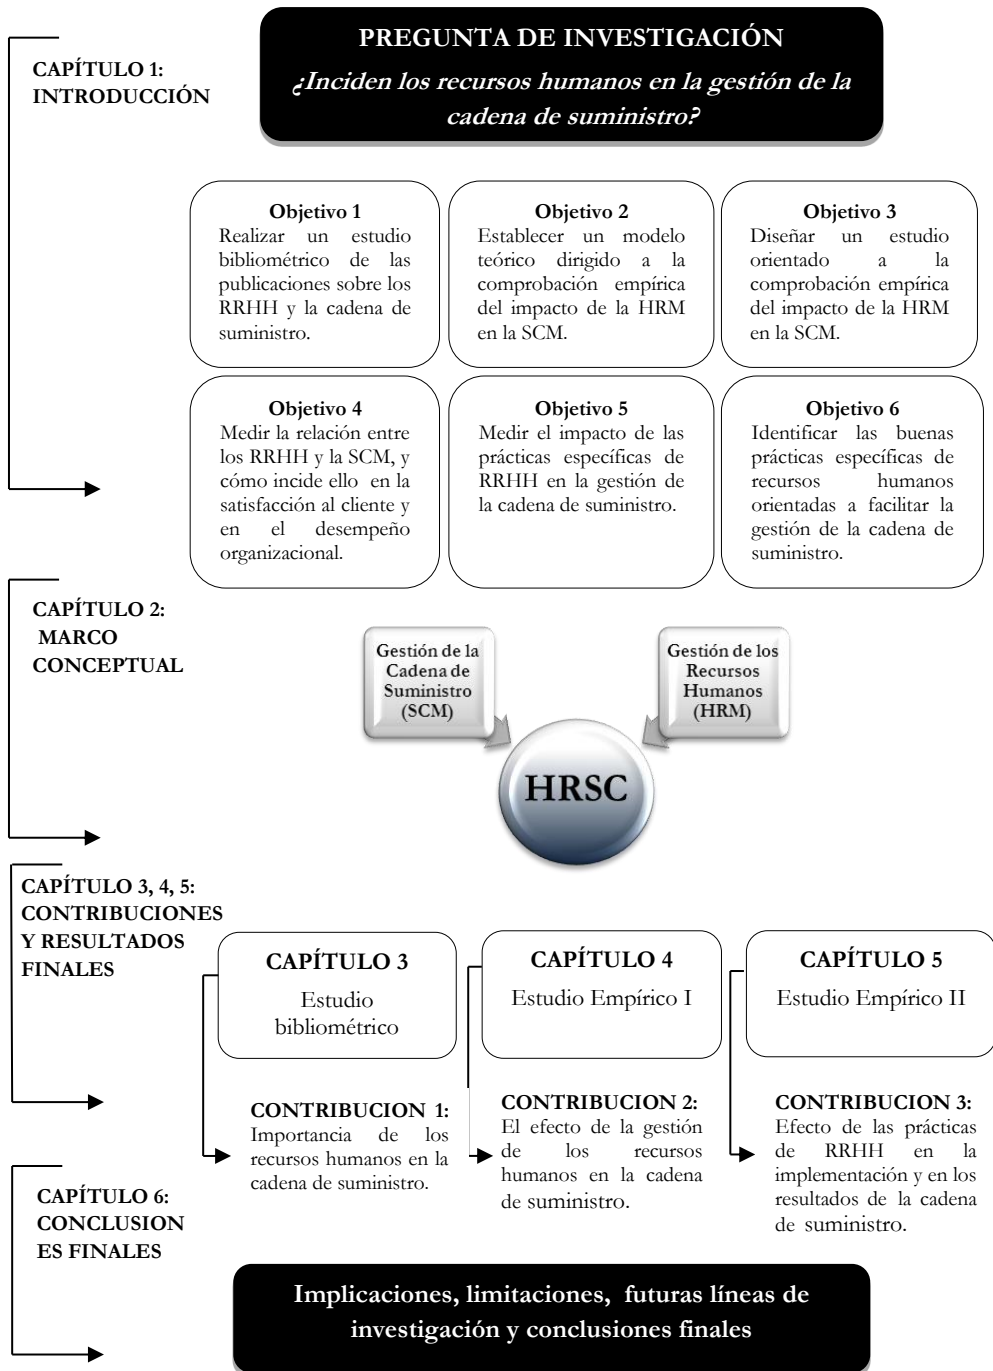 PREGUNTA DE INVESTIGACIÓN
¿Inciden los recursos humanos en la gestión de la
cadena de suministro?
CAPÍTULO 1:
INTRODUCCIÓN
Objetivo 1
Realizar un estudio
bibliométrico de las
publicaciones sobre los
RRHH y la cadena de
suministro.
Objetivo 2
Establecer un modelo
teórico dirigido a la
comprobación empírica
del impacto de la HRM
en la SCM.
Objetivo 3
Diseñar un estudio
orientado a la
comprobación empírica
del impacto de la HRM
en la SCM.
Objetivo 4
Medir la relación entre
los RRHH y la SCM, y
cómo incide ello en la
satisfacción al cliente y
en el desempeño
organizacional.
Objetivo 5
Medir el impacto de las
prácticas específicas de
RRHH en la gestión de
la cadena de suministro.
Objetivo 6
Identificar las buenas
prácticas específicas de
recursos humanos
orientadas a facilitar la
gestión de la cadena de
suministro.
CAPÍTULO 2:
MARCO
CONCEPTUAL
Gestión de la
Cadena de
Suministro
(SCM)
Gestión de los
Recursos
Humanos
(HRM)
HRSC
CAPÍTULO 3, 4, 5:
CONTRIBUCIONES
Y RESULTADOS
FINALES
CAPÍTULO 3
Estudio
bibliométrico
CAPÍTULO 4
Estudio Empírico I
CAPÍTULO 5
Estudio Empírico II
CONTRIBUCION 1:
Importancia de los
recursos humanos en la
cadena de suministro.
CONTRIBUCION 2:
El efecto de la gestión
de los recursos
humanos en la cadena
de suministro.
CONTRIBUCION 3:
Efecto de las prácticas
de RRHH en la
implementación y en los
resultados de la cadena
de suministro.
CAPÍTULO 6:
CONCLUSION
ES FINALES
Implicaciones, limitaciones, futuras líneas de
investigación y conclusiones finales